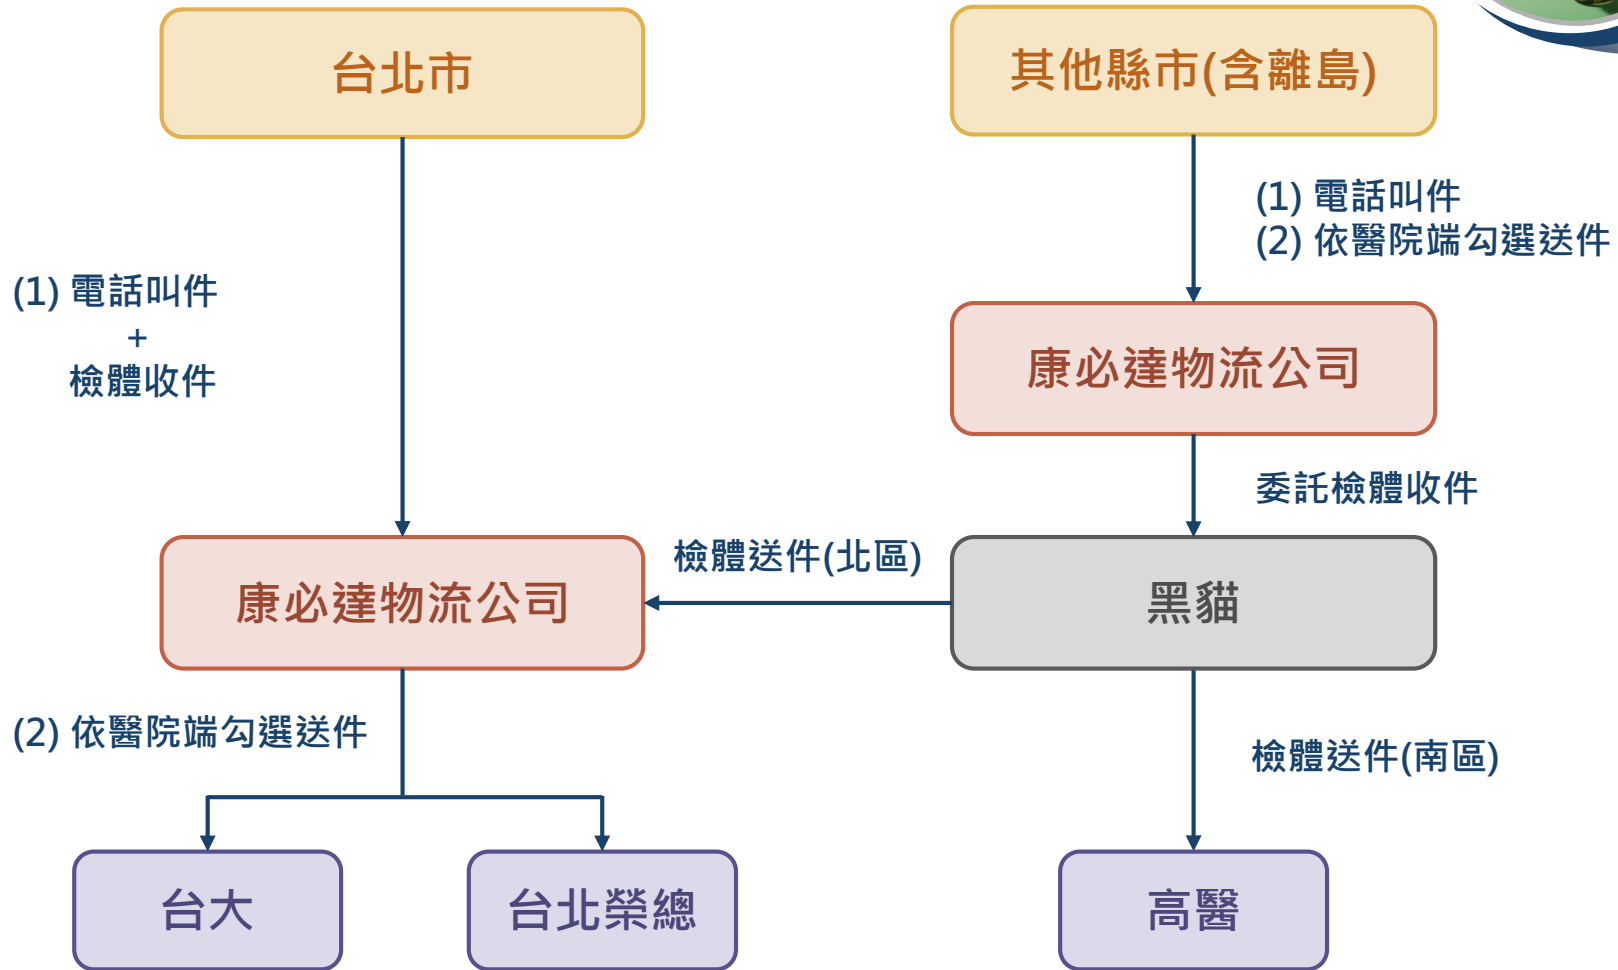 台北市
其他縣市(含離島)
(1) 電話叫件
(2) 依醫院端勾選送件
(1) 電話叫件
+
檢體收件
康必達物流公司
委託檢體收件
檢體送件(北區)
康必達物流公司
黑貓
(2) 依醫院端勾選送件
檢體送件(南區)
台大
台北榮總
高醫